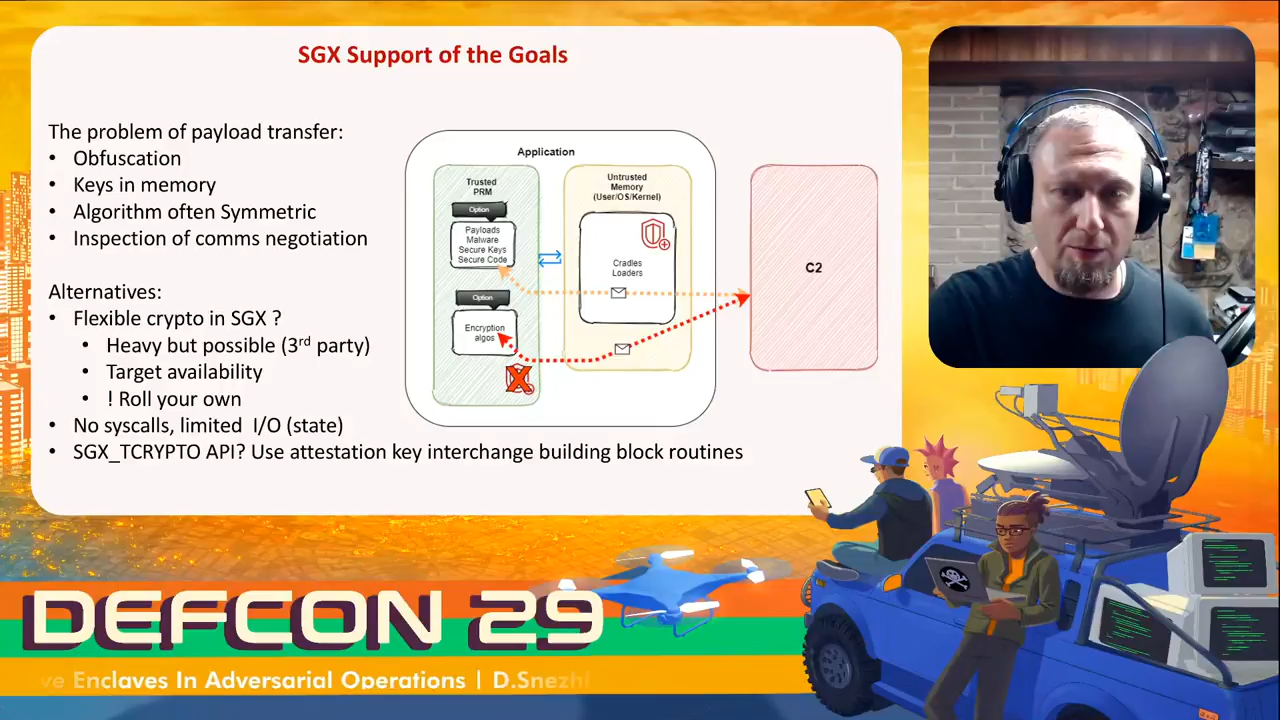 SGX Support of the Goals
The problem of payload transfer:
• Obfuscation
• Keys in memory
• Algorithm often Symmetric
• Inspection of comms negotiation
Alternatives:
• Flexible crypto in SGX ?
• Heavy but possible (3rd party)
• Target availability
• ! Roll your own
• No syscalls, limited I/O (state)
• SGX_TCRYPTO API? Use attestation key interchange building block routines
Application
Trusted
PRM
Option
Payloads
Malware
Secure Keys
Secure Code
Option
Encryption
algos
Untrusted
Memory
(User/OS/Kernel)
Cradles
Loaders
C2
DEFCON 29
ve Enclaves In Adversarial Operations | D.Snezh